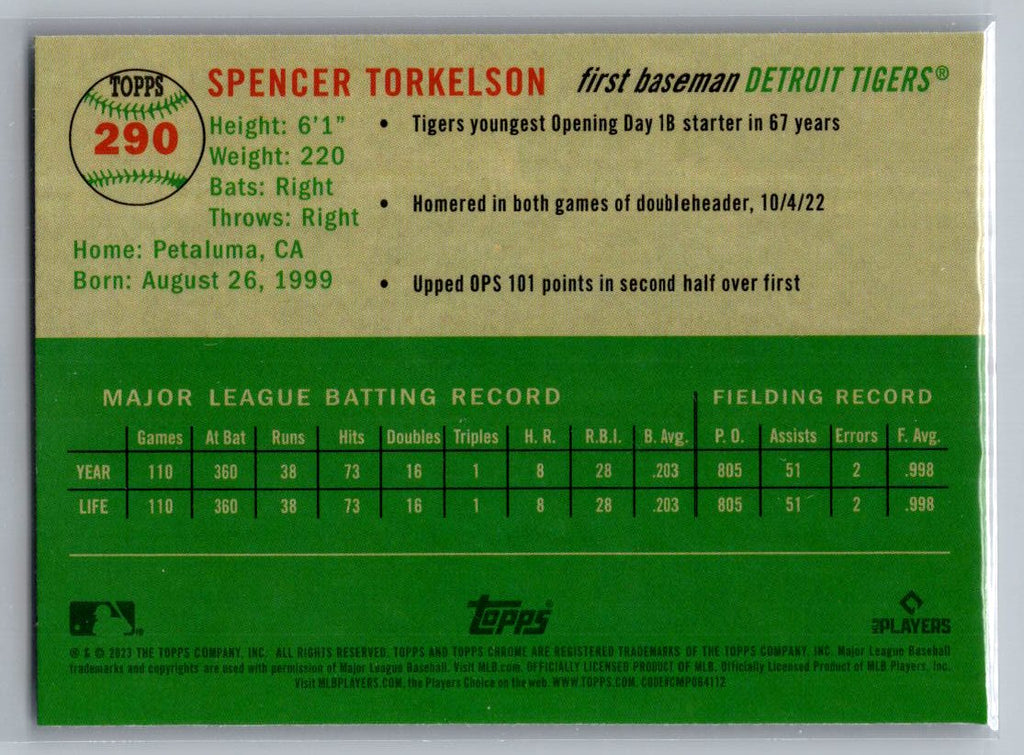 TOPPS
290
SPENCER TORKELSON first baseman DETROIT TIGERS®
Height: 6'1"
Weight: 220
Bats: Right
Throws: Right
Home: Petaluma, CA
Born: August 26, 1999
• Tigers youngest Opening Day 1B starter in 67 years
• Homered in both games of doubleheader, 10/4/22
• Upped OPS 101 points in second half over first
MAJOR LEAGUE BATTING RECORD FIELDING RECORD
Games At Bat Runs Hits Doubles Triples H. R. R.B.I. B. Avg. P. O. Assists Errors F. Avg.
YEAR 110 360 38 73 16 1 8 28 .203 805 51 2 .998
LIFE 110 360 38 73 16 1 8 28 .203 805 51 2 .998
Topps®
MLB PLAYERS
® & © 2023 THE TOPPS COMPANY, INC. ALL RIGHTS RESERVED. TOPPS AND TOPPS CHROME ARE REGISTERED TRADEMARKS OF THE TOPPS COMPANY, INC. Major League Baseball
trademarks and copyrights are used with permission of Major League Baseball. Visit MLB.com. OFFICIALLY LICENSED PRODUCT OF MLB. Officially Licensed Product of MLB Players, Inc.
Visit MLBPLAYERS.COM, the Players Choice on the web. WWW.TOPPS.COM. CODE#CMP064112